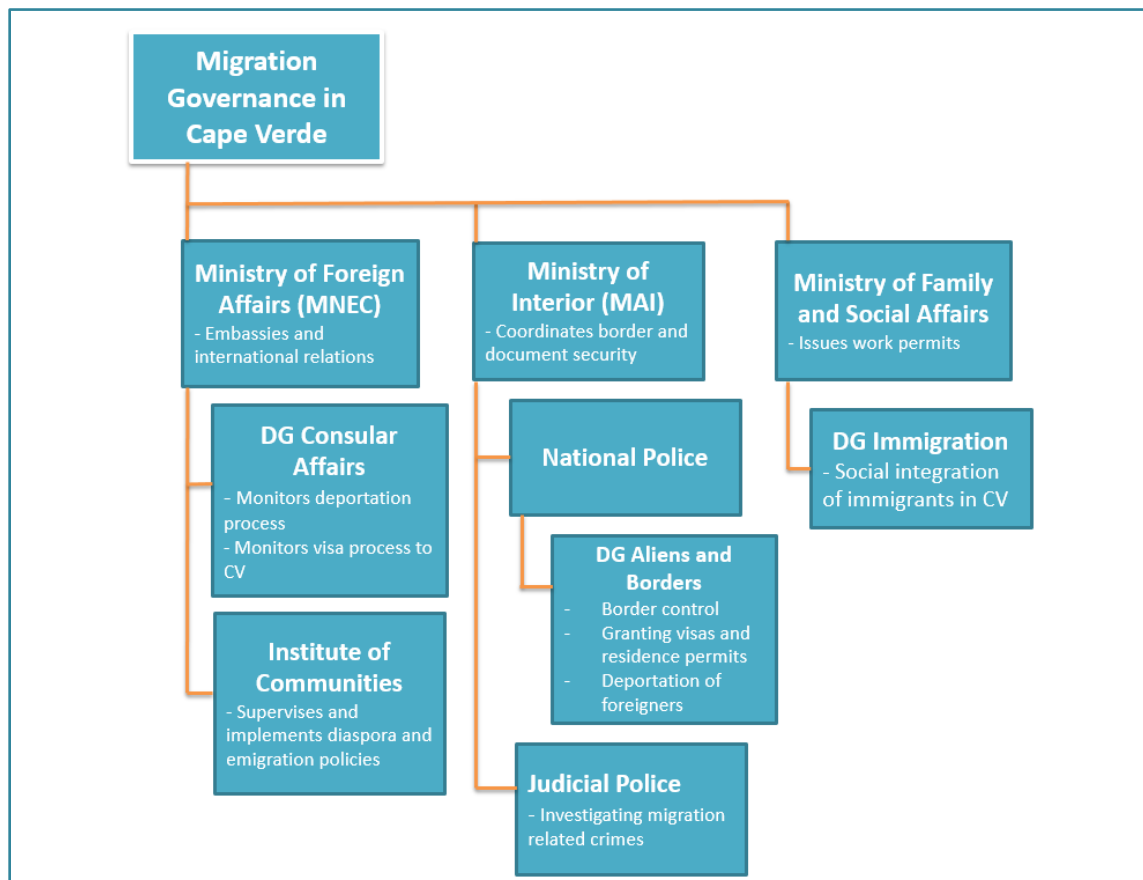 Migration
Governance in
Cape Verde
Ministry of Foreign
Affairs (MNEC)
- Embassies and
international relations
DG Consular
Affairs
- Monitors deportation
process
- Monitors visa process to
CV
Institute of
Communities
- Supervises and
implements diaspora and
emigration policies
Ministry of
Interior (MAI)
- Coordinates border and
document security
National Police
DG Aliens and
Borders
- Border control
- Granting visas and
residence permits
- Deportation of
foreigners
Judicial Police
- Investigating migration
related crimes
Ministry of Family
and Social Affairs
- Issues work permits
DG Immigration
- Social integration
of immigrants in CV